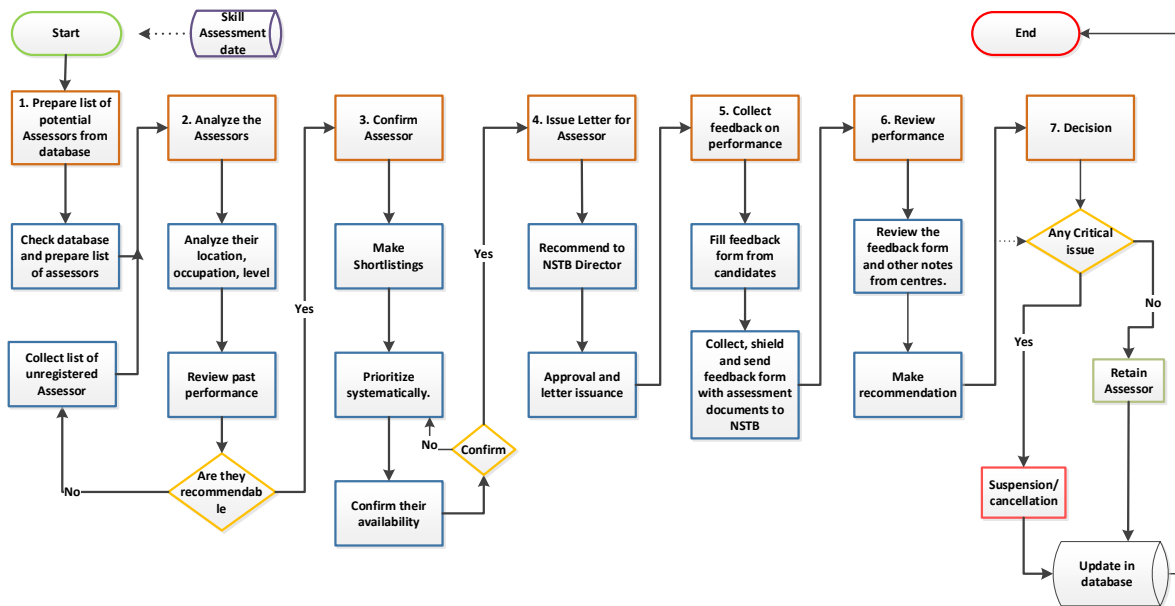 Start
Skill
Assessment
date
End
1. Prepare list of
potential
Assessors from
database
2. Analyze the
Assessors
3. Confirm
Assessor
4. Issue Letter for
Assessor
5. Collect
feedback on
performance
6. Review
performance
7. Decision
Check database
and prepare list
of assessors
Analyze their
location,
occupation, level
Make
Shortlistings
Yes
Recommend to
NSTB Director
Fill feedback
form from
candidates
Review the
feedback form
and other notes
from centres.
Any Critical
issue
No
Yes
Yes
Collect list of
unregistered
Assessor
Review past
performance
Prioritize
systematically.
No
Confirm
Approval and
letter issuance
Collect, shield
and send
feedback form
with assessment
documents to
NSTB
Make
recommendation
Retain
Assessor
No
Are they
recommendab
le
Confirm their
availability
Suspension/
cancellation
Update in
database